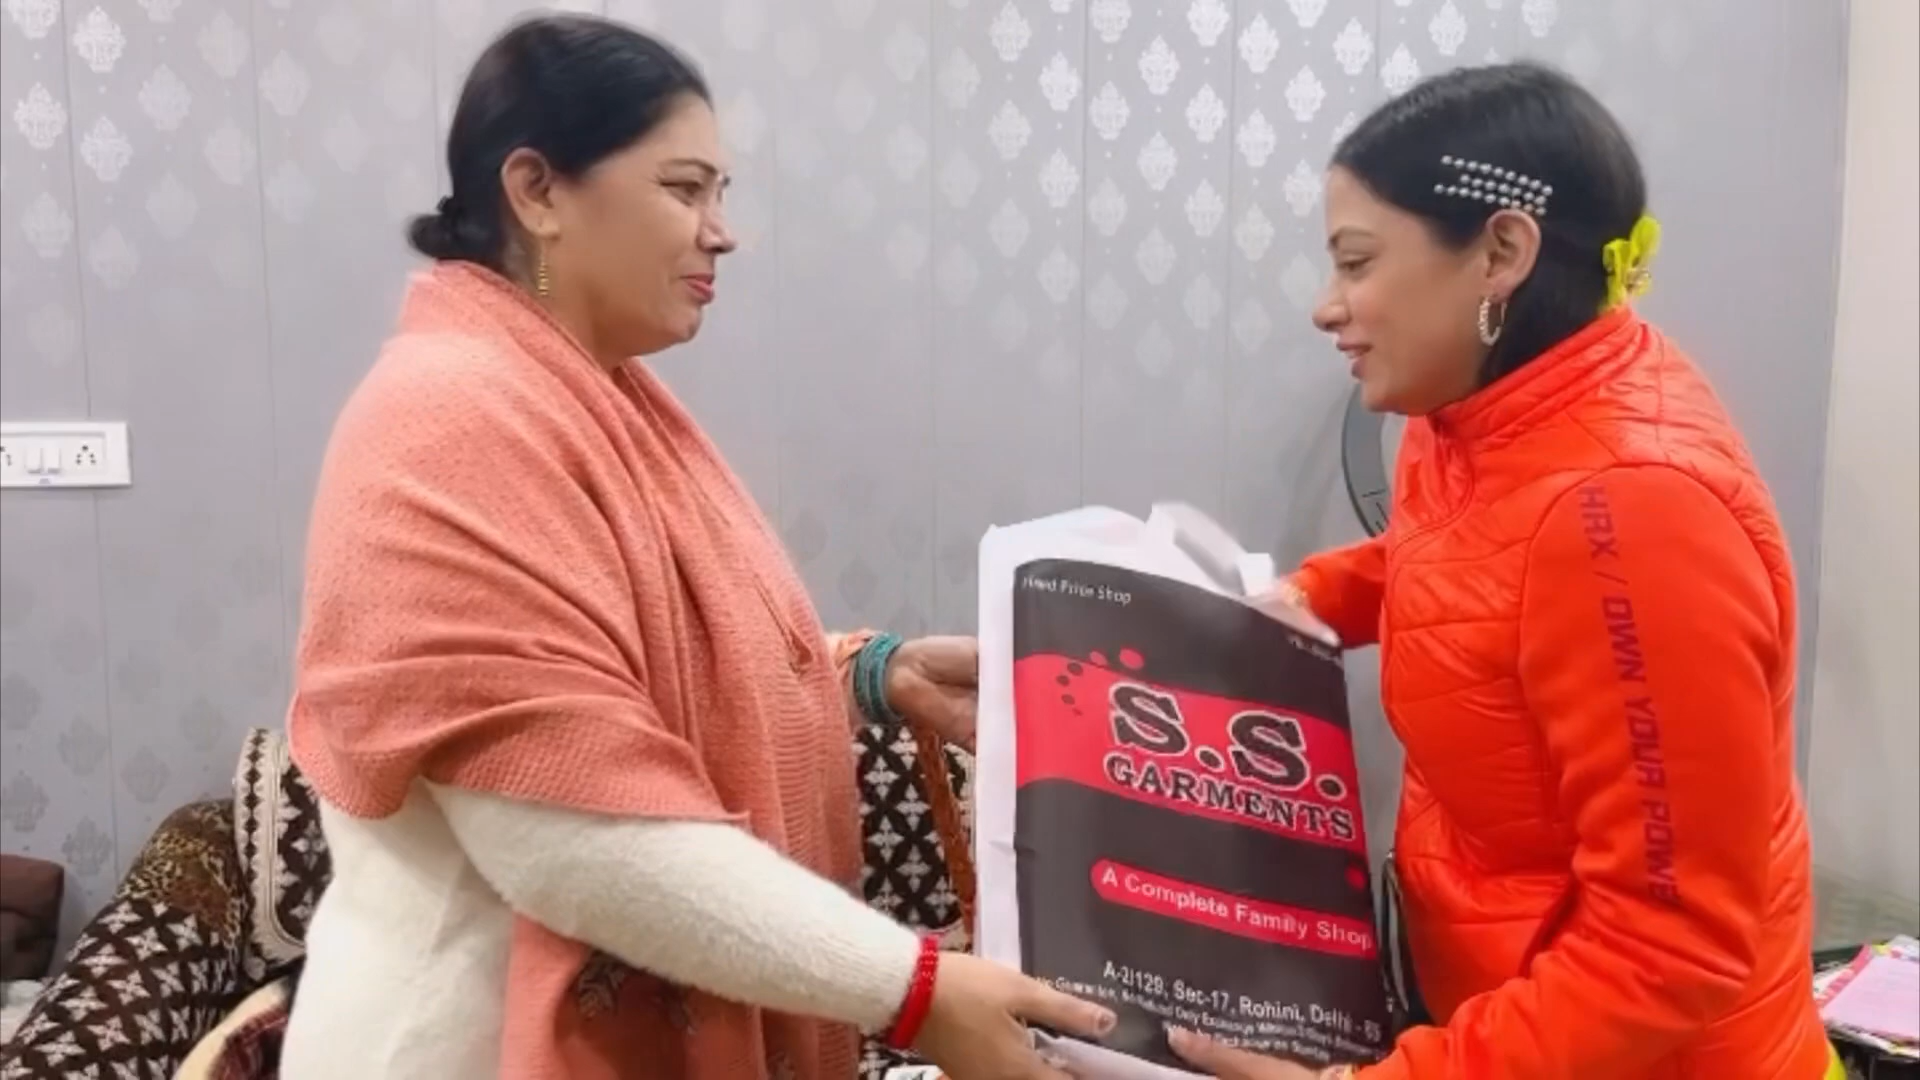 Fixed Price Shop
S.S.
GARMENTS
A Complete Family Shop
A-2/129, Sec-17, Rohini, Delhi - 85
HRX / OWN YOUR POWE